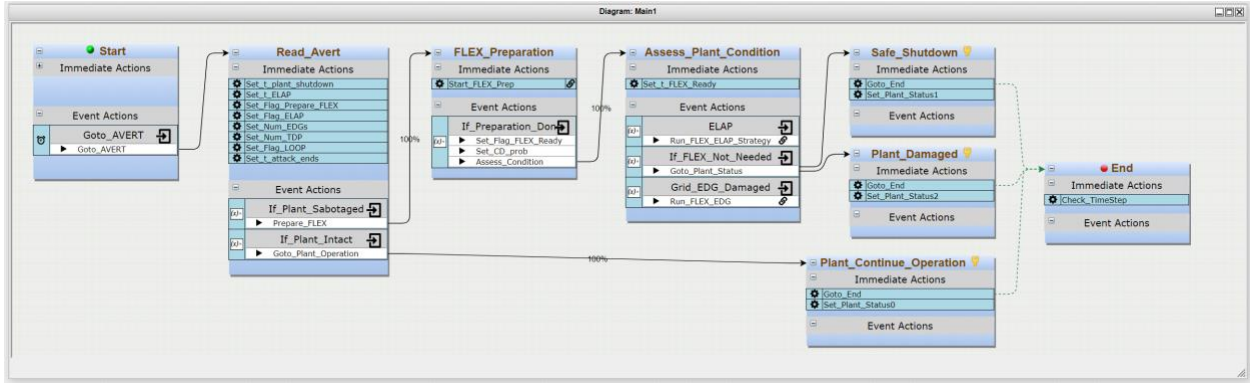 Diagram: Main1
Start
Immediate Actions
Event Actions
Goto_AVERT
Goto_AVERT
Read_Avert
Immediate Actions
Set_t_plant_shutdown
Set_t_ELAP
Set_Flag_Prepare_FLEX
Set_Flag_ELAP
Set_Num_EDGs
Set_Num_TDP
Set_Flag_LOOP
Set_t_attack_ends
Event Actions
If_Plant_Sabotaged
Prepare_FLEX
If_Plant_Intact
Goto_Plant_Operation
100%
FLEX_Preparation
Immediate Actions
Start_FLEX_Prep
Event Actions
If_Preparation_Don
Set_Flag_FLEX_Ready
Set_CD_prob
Assess_Condition
100%
Assess_Plant_Condition
Immediate Actions
Set_t_FLEX_Ready
Event Actions
ELAP
Run_FLEX_ELAP_Strategy
If_FLEX_Not_Needed
Goto_Plant_Status
Grid_EDG_Damaged
Run_FLEX_EDG
100%
Safe_Shutdown
Immediate Actions
Goto_End
Set_Plant_Status1
Event Actions
Plant_Damaged
Immediate Actions
Goto_End
Set_Plant_Status2
Event Actions
Plant_Continue_Operation
Immediate Actions
Goto_End
Set_Plant_Status0
Event Actions
End
Immediate Actions
Check_TimeStep
Event Actions